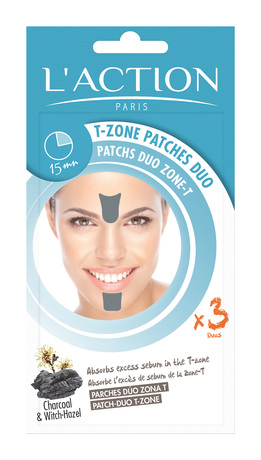 L'ACTION
PARIS
T-ZONE PATCHES DUO
PATCHS DUO ZONE-T
15mn
x3
Duos
Absorbs excess sebum in the T-zone
Absorbe l'excès de sebum de la zone-T
PARCHES DUO ZONA T
PATCH-DUO T-ZONE
Charcoal
& Witch-Hazel